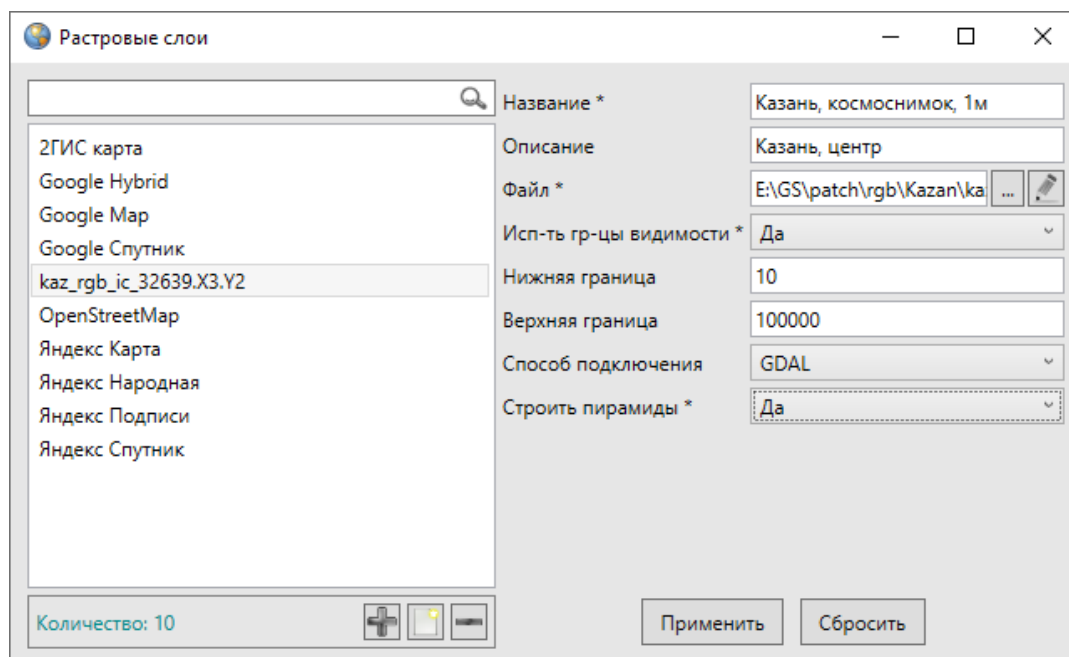 Растровые слои
2ГИС карта
Google Hybrid
Google Map
Google Спутник
kaz_rgb_ic_32639.X3.Y2
OpenStreetMap
Яндекс Карта
Яндекс Народная
Яндекс Подписи
Яндекс Спутник
Количество: 10
Название * Казань, космоснимок, 1м
Описание Казань, центр
Файл * E:\GS\patch\rgb\Kazan\ka ...
Исп-ть гр-цы видимости * Да
Нижняя граница 10
Верхняя граница 100000
Способ подключения GDAL
Строить пирамиды * Да
Применить Сбросить